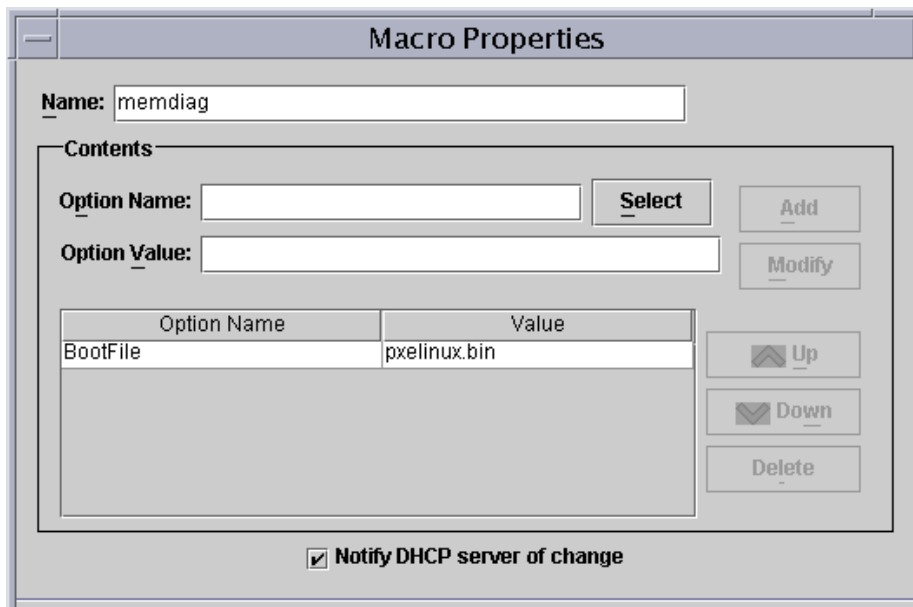 Macro Properties
Name: memdiag
Contents
Option Name: Select Add
Option Value: Modify
Option Name Value
BootFile pxelinux.bin
Up
Down
Delete
Notify DHCP server of change